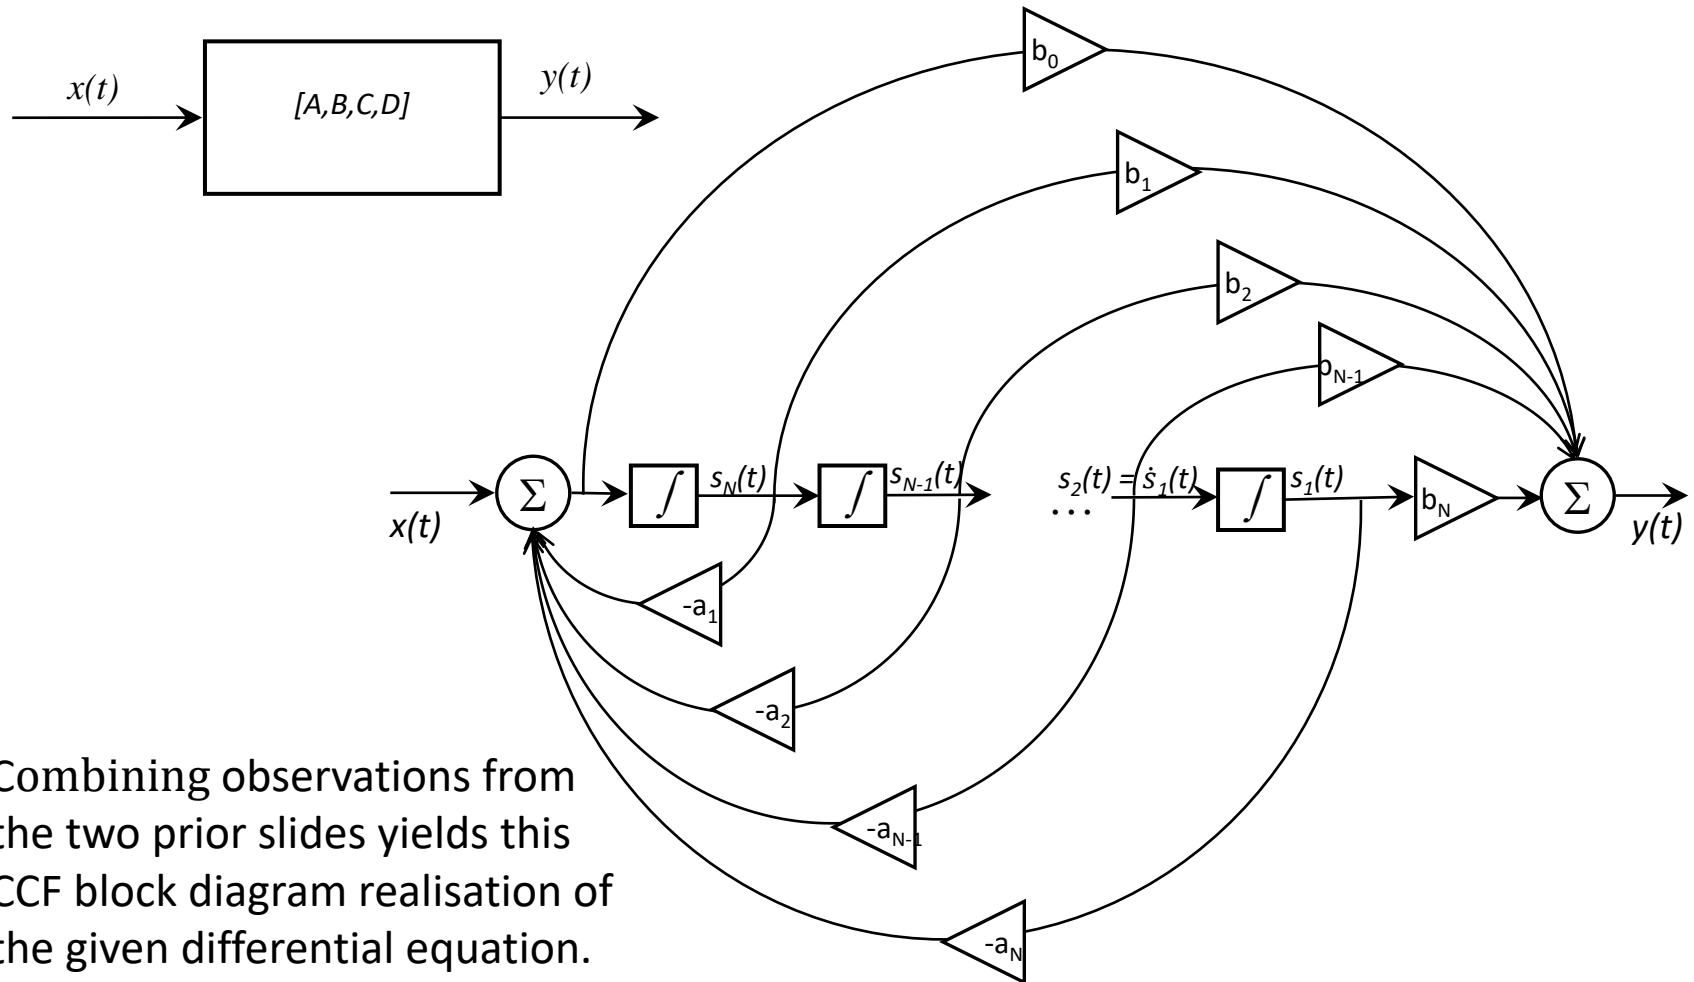 x(t)
[A,B,C,D]
y(t)
b0
b1
b2
bN-1
x(t)
Σ
∫
sN(t)
∫
sN-1(t)
...
s2(t) = ṡ1(t)
∫
s1(t)
bN
Σ
y(t)
-a1
-a2
-aN-1
-aN
Combining observations from
the two prior slides yields this
CCF block diagram realisation of
the given differential equation.